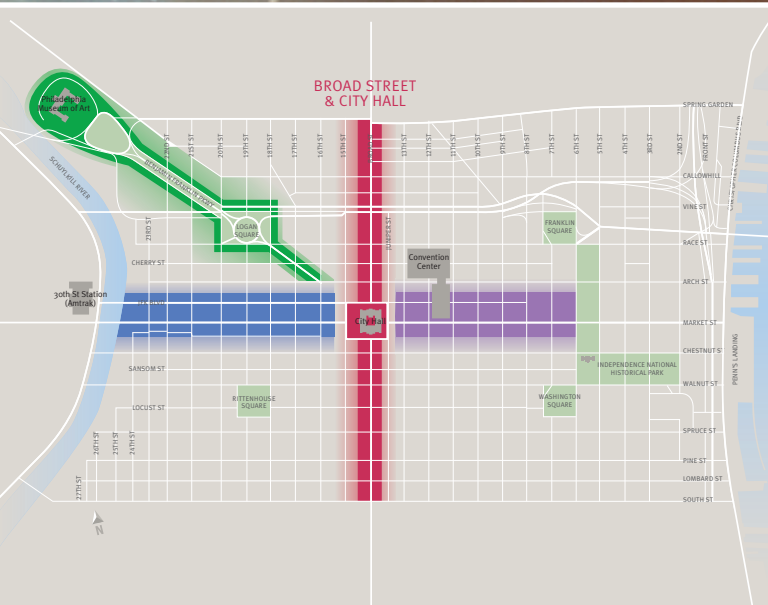 BROAD STREET
& CITY HALL
Philadelphia
Museum of Art
SPRING GARDEN
22ND ST
21ST ST
20TH ST
19TH ST
18TH ST
17TH ST
16TH ST
15TH ST
13TH ST
12TH ST
11TH ST
10TH ST
9TH ST
8TH ST
7TH ST
6TH ST
5TH ST
4TH ST
3RD ST
2ND ST
FRONT ST
BENJAMIN FRANKLIN PKWY
SCHUYLKILL RIVER
CALLOWHILL
VINE ST
23RD ST
LOGAN
SQUARE
JUNIPER ST
FRANKLIN
SQUARE
RACE ST
CHERRY ST
Convention
Center
ARCH ST
30th St Station
(Amtrak)
City Hall
MARKET ST
CHESTNUT ST
PENN'S LANDING
SANSOM ST
INDEPENDENCE NATIONAL
HISTORICAL PARK
WALNUT ST
RITTENHOUSE
SQUARE
WASHINGTON
SQUARE
LOCUST ST
SPRUCE ST
26TH ST
25TH ST
24TH ST
PINE ST
27TH ST
LOMBARD ST
SOUTH ST
N